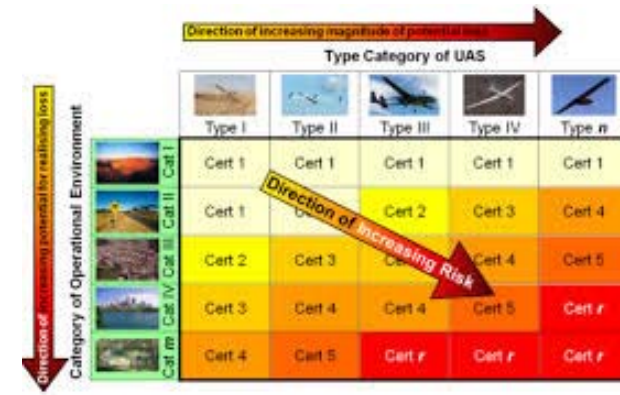 Direction of increasing magnitude of potential loss
Type Category of UAS
Type I Type II Type III Type IV Type n
Direction of increasing potential for realising loss
Category of Operational Environment
Cat I Cert 1 Cert 1 Cert 1 Cert 1 Cert 1
Cat II Cert 1 Cert 2 Cert 3 Cert 4
Cat III Cert 2 Cert 3 Cert 4 Cert 5
Cat IV Cert 3 Cert 4 Cert 4 Cert 5 Cert r
Cat m Cert 4 Cert 5 Cert r Cert r Cert r
Direction of Increasing Risk